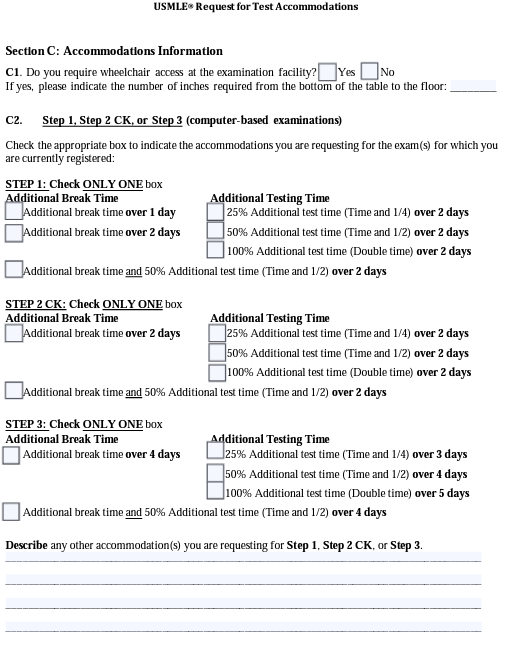 USMLE® Request for Test Accommodations
Section C: Accommodations Information
C1. Do you require wheelchair access at the examination facility? Yes No
If yes, please indicate the number of inches required from the bottom of the table to the floor: ________
C2. Step 1, Step 2 CK, or Step 3 (computer-based examinations)
Check the appropriate box to indicate the accommodations you are requesting for the exam(s) for which you
are currently registered:
STEP 1: Check ONLY ONE box
Additional Break Time Additional Testing Time
Additional break time over 1 day 25% Additional test time (Time and 1/4) over 2 days
Additional break time over 2 days 50% Additional test time (Time and 1/2) over 2 days
100% Additional test time (Double time) over 2 days
Additional break time and 50% Additional test time (Time and 1/2) over 2 days
STEP 2 CK: Check ONLY ONE box
Additional Break Time Additional Testing Time
Additional break time over 2 days 25% Additional test time (Time and 1/4) over 2 days
50% Additional test time (Time and 1/2) over 2 days
100% Additional test time (Double time) over 2 days
Additional break time and 50% Additional test time (Time and 1/2) over 2 days
STEP 3: Check ONLY ONE box
Additional Break Time Additional Testing Time
Additional break time over 4 days 25% Additional test time (Time and 1/4) over 3 days
50% Additional test time (Time and 1/2) over 4 days
100% Additional test time (Double time) over 5 days
Additional break time and 50% Additional test time (Time and 1/2) over 4 days
Describe any other accommodation(s) you are requesting for Step 1, Step 2 CK, or Step 3.